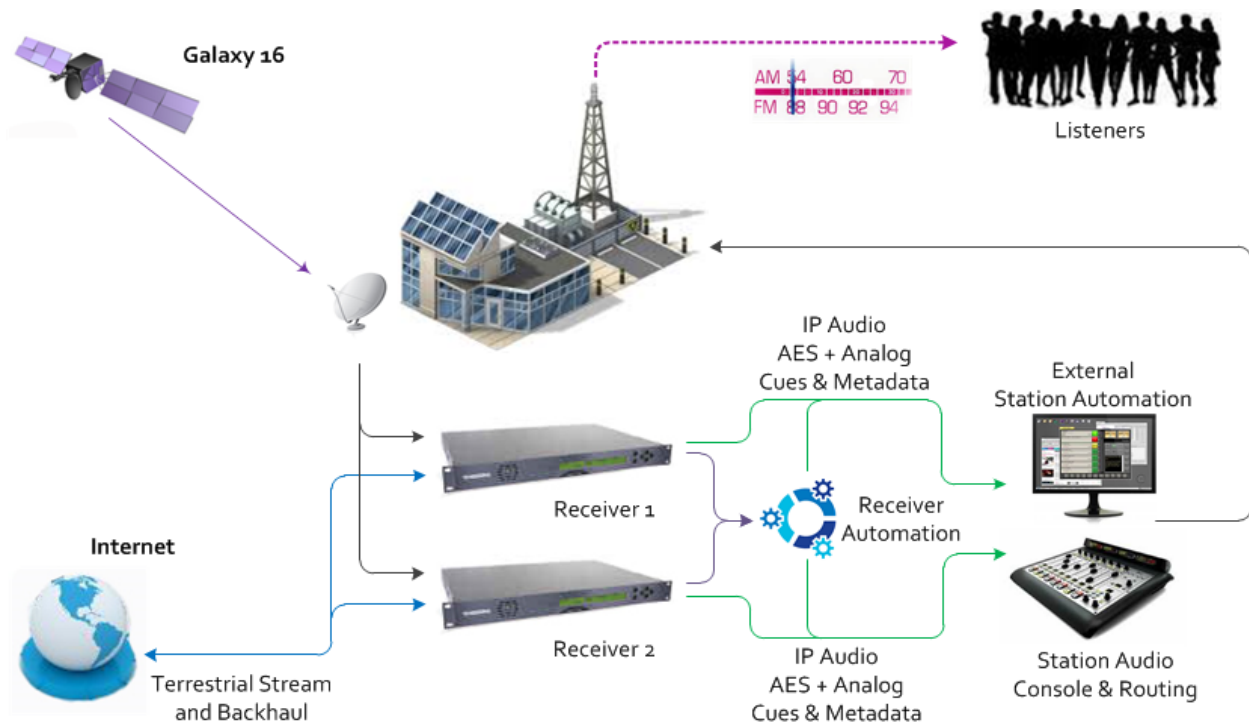 Galaxy 16
AM 54 60 70
FM 88 90 92 94
Listeners
IP Audio
AES + Analog
Cues & Metadata
External
Station Automation
Receiver 1
Receiver
Automation
Internet
Receiver 2
Terrestrial Stream
and Backhaul
IP Audio
AES + Analog
Cues & Metadata
Station Audio
Console & Routing